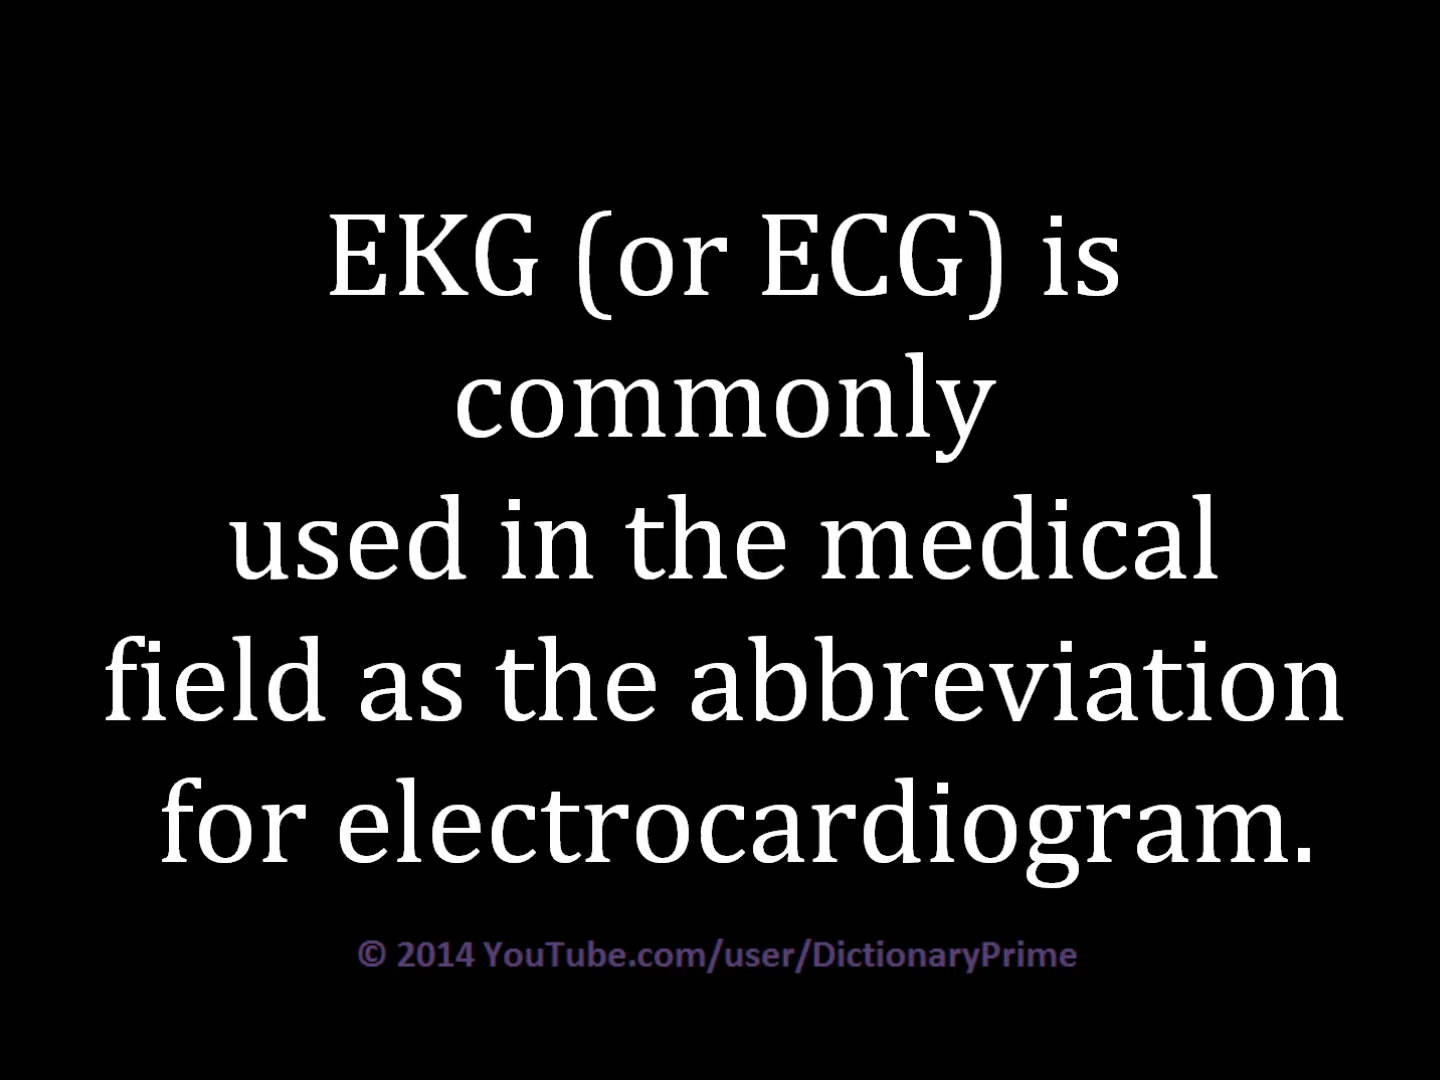 EKG (or ECG) is
commonly
used in the medical
field as the abbreviation
for electrocardiogram.
© 2014 YouTube.com/user/DictionaryPrime